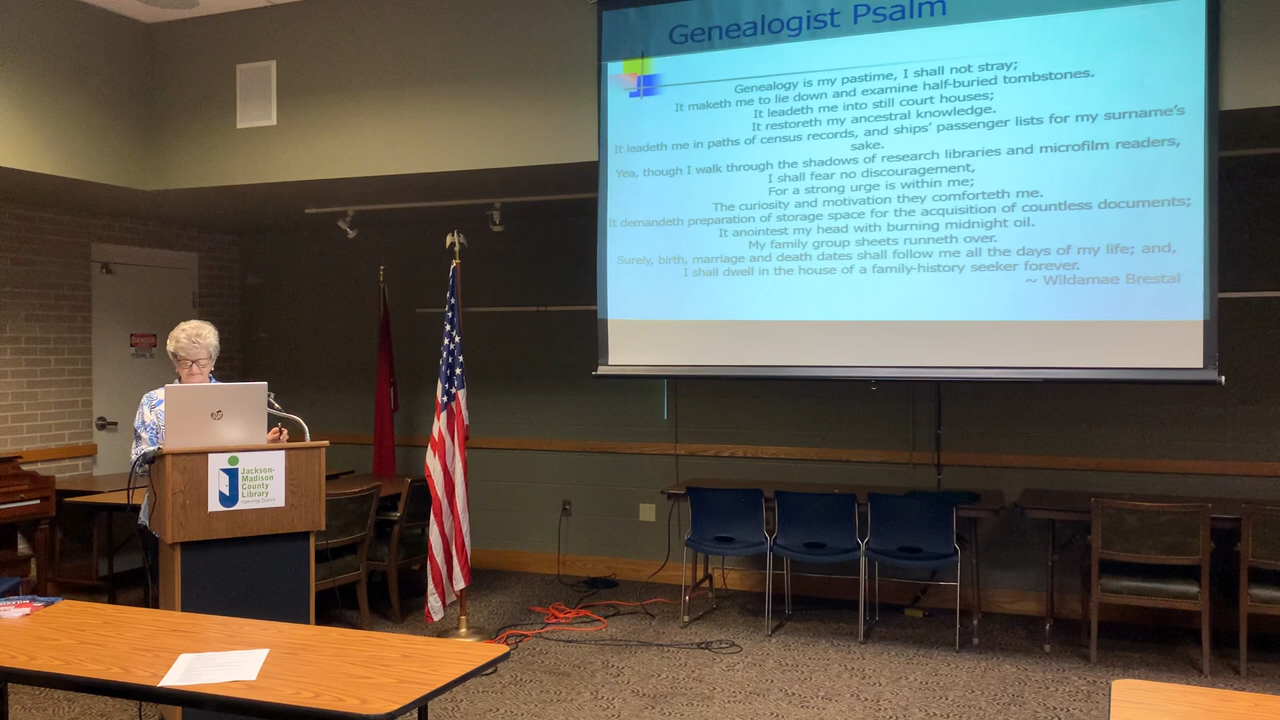 Genealogist Psalm
Genealogy is my pastime, I shall not stray;
It maketh me to lie down and examine half-buried tombstones.
It leadeth me into still court houses;
It restoreth my ancestral knowledge.
It leadeth me in paths of census records, and ships' passenger lists for my surname's
sake.
Yea, though I walk through the shadows of research libraries and microfilm readers,
I shall fear no discouragement,
For a strong urge is within me;
The curiosity and motivation they comforteth me.
It demandeth preparation of storage space for the acquisition of countless documents;
It anointest my head with burning midnight oil.
My family group sheets runneth over.
Surely, birth, marriage and death dates shall follow me all the days of my life; and,
I shall dwell in the house of a family-history seeker forever.
~ Wildamae Brestal
DANGER
hp
Jackson-
Madison
County
Library